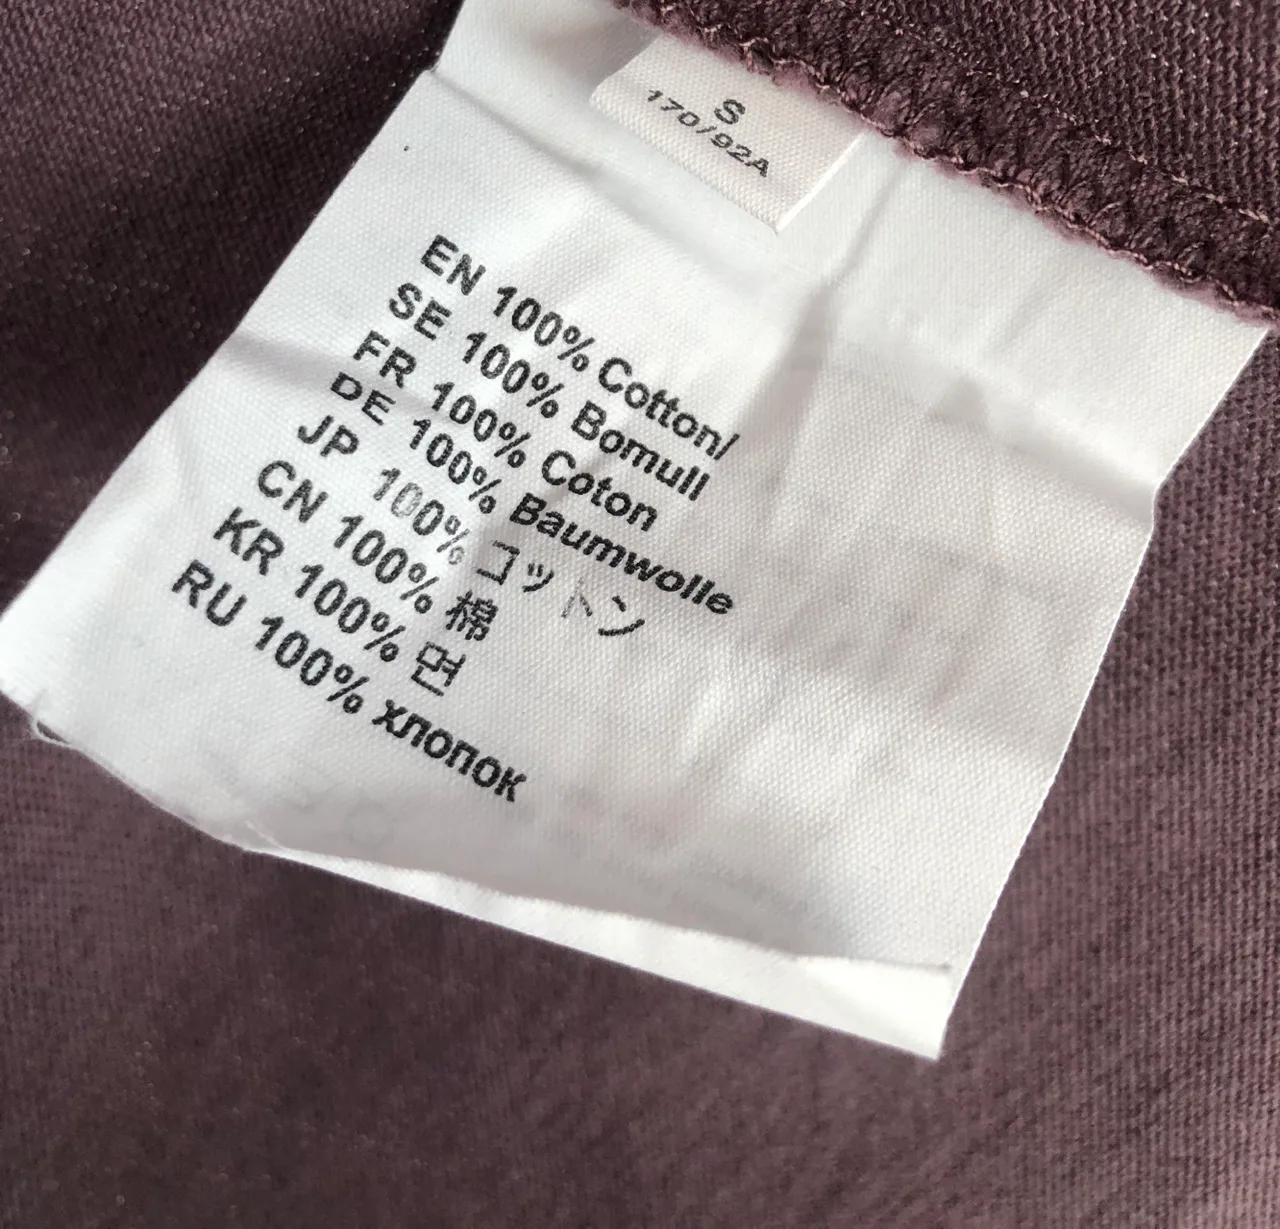 S
170/92A
EN 100% Cotton/
SE 100% Bomull
FR 100% Coton
DE 100% Baumwolle
JP 100% コットン
CN 100% 棉
KR 100% 면
RU 100% хлопок